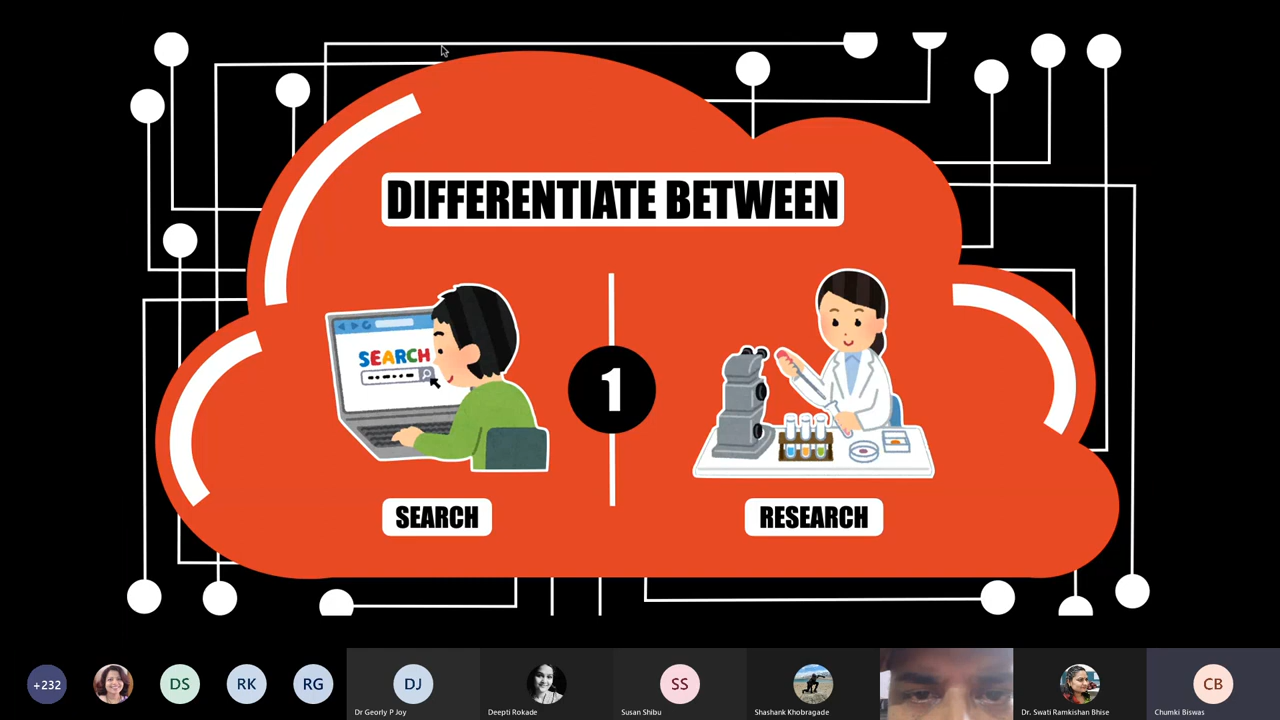 DIFFERENTIATE BETWEEN
SEARCH
1
SEARCH
RESEARCH
+232
DS
RK
RG
DJ
SS
CB
Dr Georly P Joy
Deepti Rokade
Susan Shibu
Shashank Khobragade
Dr. Swati Ramkishan Bhise
Chumki Biswas